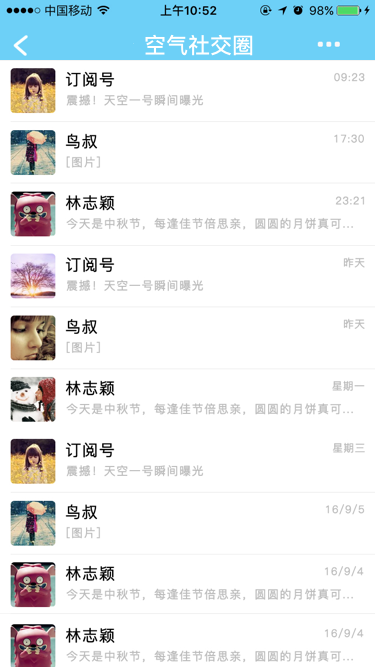 中国移动 上午10:52 98%
空气社交圈
订阅号 09:23
震撼！天空一号瞬间曝光
鸟叔 17:30
[图片]
林志颖 23:21
今天是中秋节，每逢佳节倍思亲，圆圆的月饼真可...
订阅号 昨天
震撼！天空一号瞬间曝光
鸟叔 昨天
[图片]
林志颖 星期一
今天是中秋节，每逢佳节倍思亲，圆圆的月饼真可...
订阅号 星期三
震撼！天空一号瞬间曝光
鸟叔 16/9/5
[图片]
林志颖 16/9/4
今天是中秋节，每逢佳节倍思亲，圆圆的月饼真可...
林志颖 16/9/4
今天是中秋节，每逢佳节倍思亲，圆圆的月饼真可...